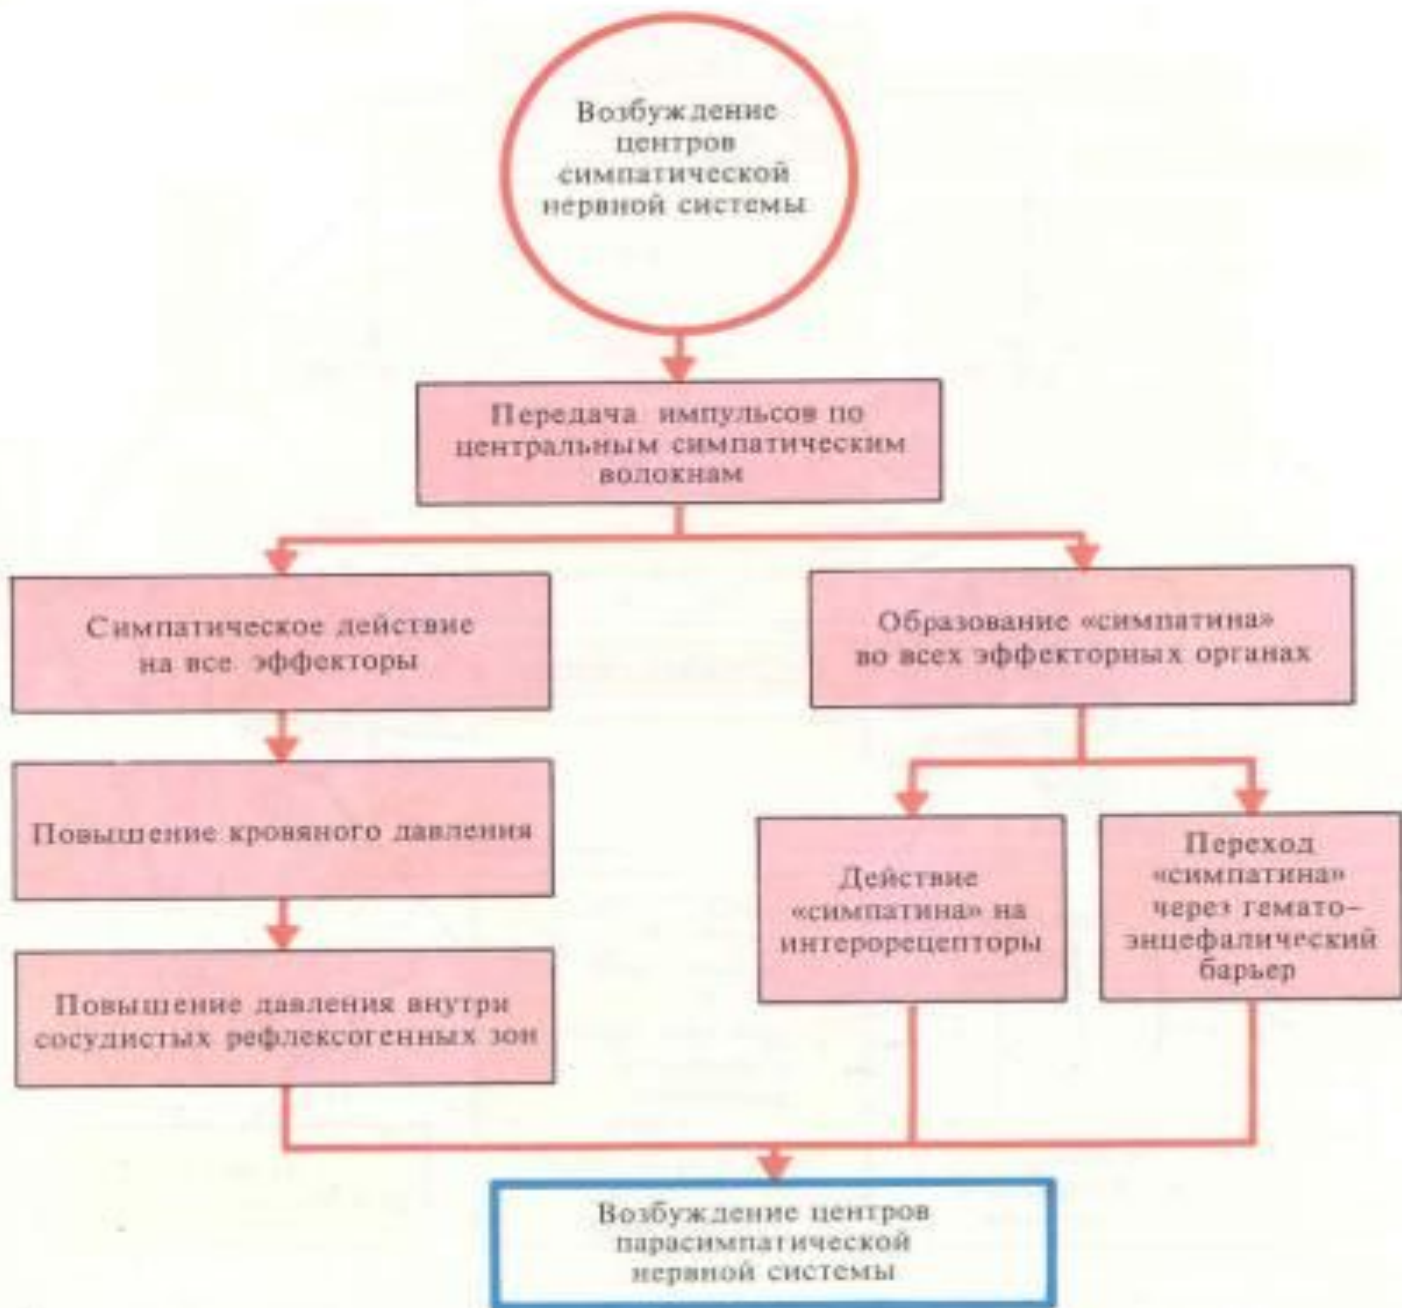 Возбуждение
центров
симпатической
нервной системы
Передача импульсов по
центральным симпатическим
волокнам
Симпатическое действие
на все эффекторы
Образование «симпатина»
во всех эффекторных органах
Повышение кровяного давления
Действие
«симпатина» на
интерорецепторы
Переход
«симпатина»
через гемато–
энцефалический
барьер
Повышение давления внутри
сосудистых рефлексогенных зон
Возбуждение центров
парасимпатической
нервной системы